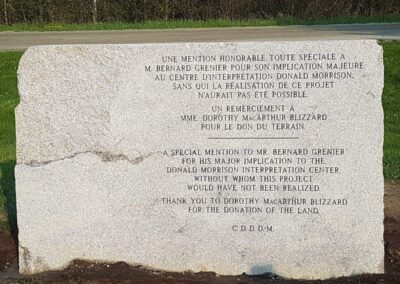 UNE MENTION HONORABLE TOUTE SPÉCIALE À
M. BERNARD GRENIER POUR SON IMPLICATION MAJEURE
AU CENTRE D'INTERPRÉTATION DONALD MORRISON,
SANS QUI LA RÉALISATION DE CE PROJET
N'AURAIT PAS ÉTÉ POSSIBLE.
UN REMERCIEMENT À
MME. DOROTHY MacARTHUR BLIZZARD
POUR LE DON DU TERRAIN.
A SPECIAL MENTION TO MR. BERNARD GRENIER
FOR HIS MAJOR IMPLICATION TO THE
DONALD MORRISON INTERPRETATION CENTER,
WITHOUT WHOM THIS PROJECT
WOULD HAVE NOT BEEN REALIZED.
THANK YOU TO DOROTHY MacARTHUR BLIZZARD
FOR THE DONATION OF THE LAND.
C.D.D.M.